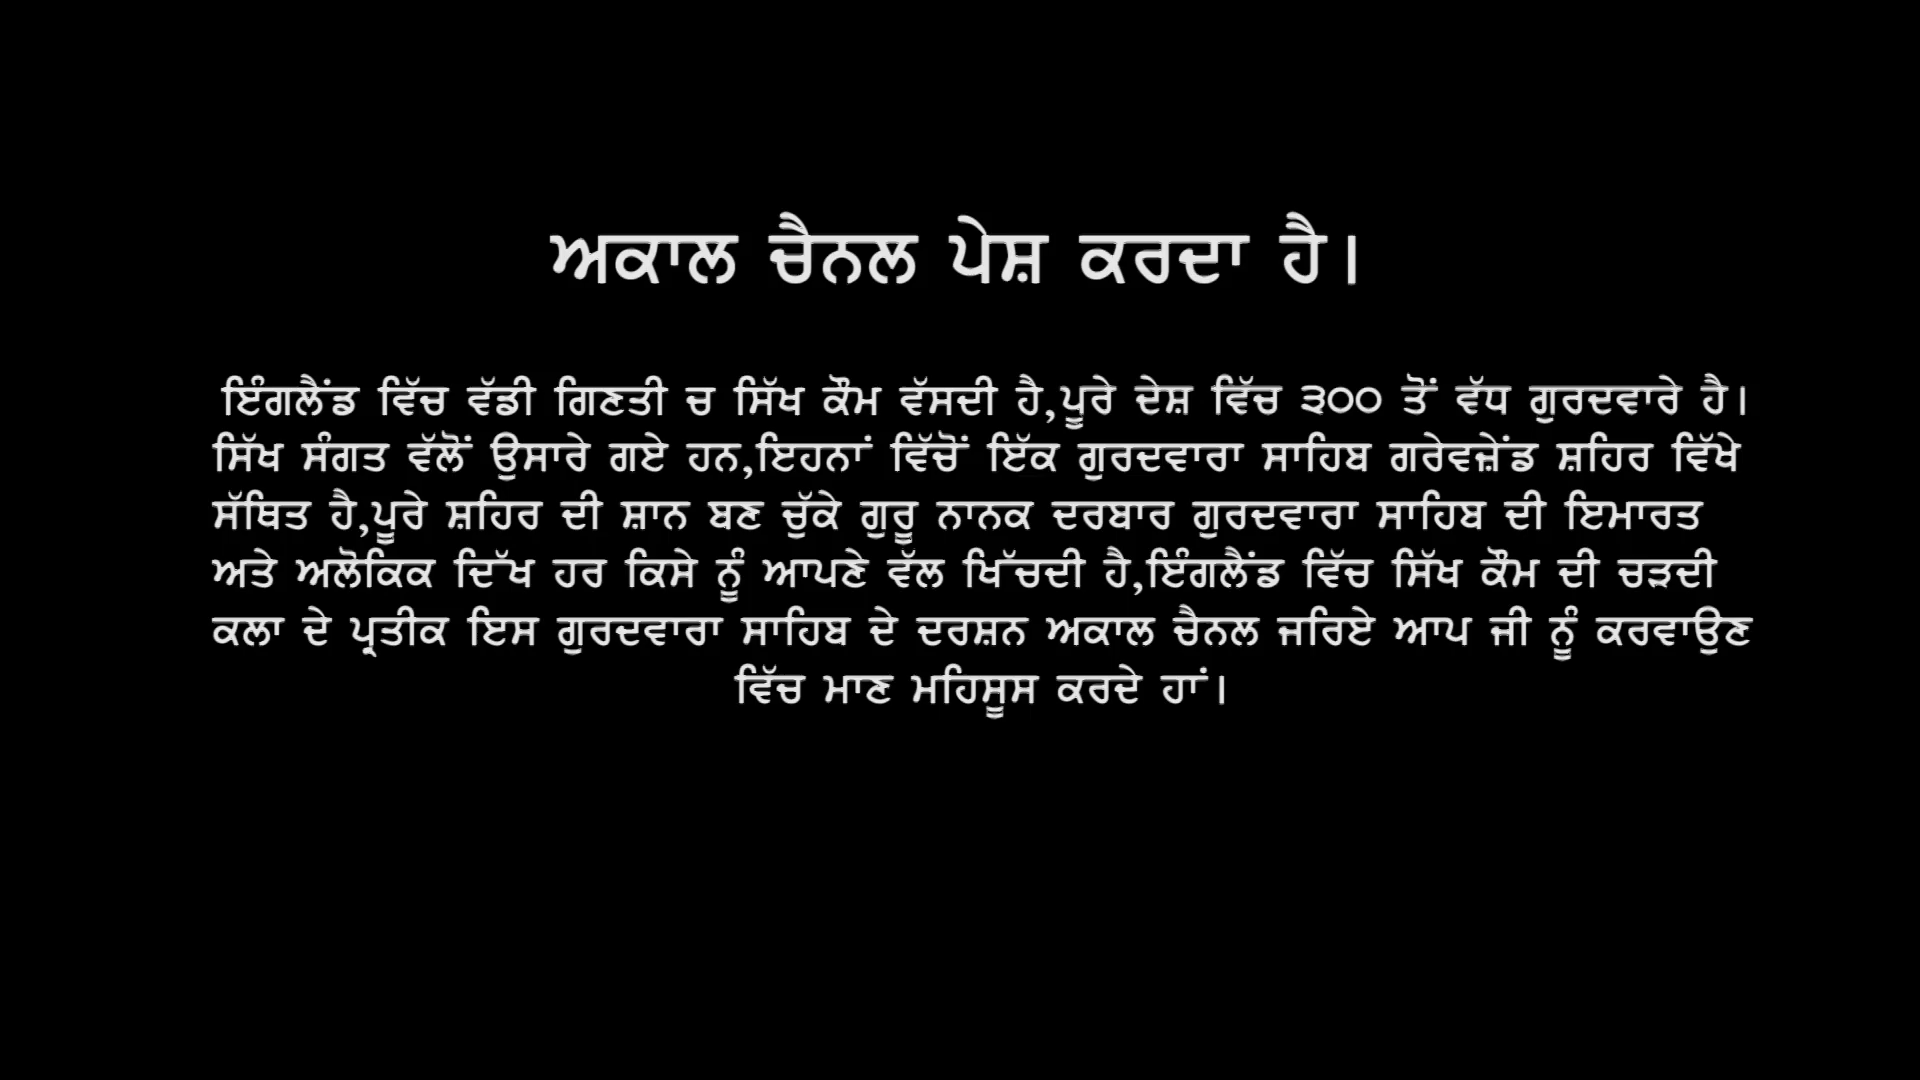 ਅਕਾਲ ਚੈਨਲ ਪੇਸ਼ ਕਰਦਾ ਹੈ।
ਇੰਗਲੈਂਡ ਵਿੱਚ ਵੱਡੀ ਗਿਣਤੀ ਚ ਸਿੱਖ ਕੌਮ ਵੱਸਦੀ ਹੈ,ਪੂਰੇ ਦੇਸ਼ ਵਿੱਚ ੩੦੦ ਤੋਂ ਵੱਧ ਗੁਰਦਵਾਰੇ ਹੈ।
ਸਿੱਖ ਸੰਗਤ ਵੱਲੋਂ ਉਸਾਰੇ ਗਏ ਹਨ,ਇਹਨਾਂ ਵਿੱਚੋਂ ਇੱਕ ਗੁਰਦਵਾਰਾ ਸਾਹਿਬ ਗਰੇਵਜ਼ੇਂਡ ਸ਼ਹਿਰ ਵਿੱਖੇ
ਸੱਥਿਤ ਹੈ,ਪੂਰੇ ਸ਼ਹਿਰ ਦੀ ਸ਼ਾਨ ਬਣ ਚੁੱਕੇ ਗੁਰੂ ਨਾਨਕ ਦਰਬਾਰ ਗੁਰਦਵਾਰਾ ਸਾਹਿਬ ਦੀ ਇਮਾਰਤ
ਅਤੇ ਅਲੋਕਿਕ ਦਿੱਖ ਹਰ ਕਿਸੇ ਨੂੰ ਆਪਣੇ ਵੱਲ ਖਿੱਚਦੀ ਹੈ,ਇੰਗਲੈਂਡ ਵਿੱਚ ਸਿੱਖ ਕੌਮ ਦੀ ਚੜਦੀ
ਕਲਾ ਦੇ ਪ੍ਰਤੀਕ ਇਸ ਗੁਰਦਵਾਰਾ ਸਾਹਿਬ ਦੇ ਦਰਸ਼ਨ ਅਕਾਲ ਚੈਨਲ ਜਰਿਏ ਆਪ ਜੀ ਨੂੰ ਕਰਵਾਉਣ
ਵਿੱਚ ਮਾਣ ਮਹਿਸੂਸ ਕਰਦੇ ਹਾਂ।